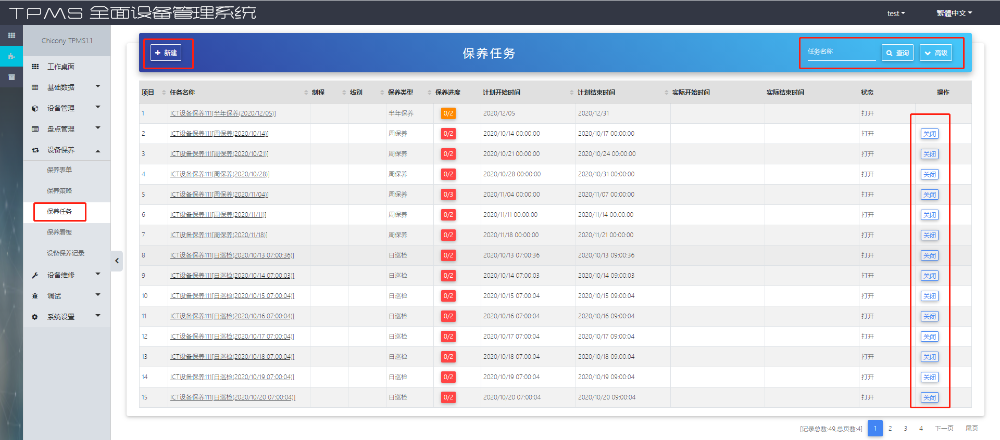 TPMS 全面设备管理系统
test
繁體中文
Chicony TPMS1.1
工作桌面
基础数据
设备管理
盘点管理
设备保养
保养表单
保养策略
保养任务
保养看板
设备保养记录
设备维修
调试
系统设置
新建
保养任务
任务名称
查询
高级
项目 任务名称 制程 线别 保养类型 保养进度 计划开始时间 计划结束时间 实际开始时间 实际结束时间 状态 操作
1 ICT设备保养111[半年保养(2020/12/05)] 半年保养 0/2 2020/12/05 2020/12/31 打开
2 ICT设备保养111[周保养(2020/10/14)] 周保养 0/2 2020/10/14 00:00:00 2020/10/17 00:00:00 打开 关闭
3 ICT设备保养111[周保养(2020/10/21)] 周保养 0/2 2020/10/21 00:00:00 2020/10/24 00:00:00 打开 关闭
4 ICT设备保养111[周保养(2020/10/28)] 周保养 0/2 2020/10/28 00:00:00 2020/10/31 00:00:00 打开 关闭
5 ICT设备保养111[周保养(2020/11/04)] 周保养 0/3 2020/11/04 00:00:00 2020/11/07 00:00:00 打开 关闭
6 ICT设备保养111[周保养(2020/11/11)] 周保养 0/2 2020/11/11 00:00:00 2020/11/14 00:00:00 打开 关闭
7 ICT设备保养111[周保养(2020/11/18)] 周保养 0/2 2020/11/18 00:00:00 2020/11/21 00:00:00 打开 关闭
8 ICT设备保养111[日巡检(2020/10/13 07:00:36)] 日巡检 0/2 2020/10/13 07:00:36 2020/10/13 09:00:36 打开 关闭
9 ICT设备保养111[日巡检(2020/10/14 07:00:03)] 日巡检 0/2 2020/10/14 07:00:03 2020/10/14 09:00:03 打开 关闭
10 ICT设备保养111[日巡检(2020/10/15 07:00:04)] 日巡检 0/2 2020/10/15 07:00:04 2020/10/15 09:00:04 打开 关闭
11 ICT设备保养111[日巡检(2020/10/16 07:00:04)] 日巡检 0/2 2020/10/16 07:00:04 2020/10/16 09:00:04 打开 关闭
12 ICT设备保养111[日巡检(2020/10/17 07:00:04)] 日巡检 0/2 2020/10/17 07:00:04 2020/10/17 09:00:04 打开 关闭
13 ICT设备保养111[日巡检(2020/10/18 07:00:04)] 日巡检 0/2 2020/10/18 07:00:04 2020/10/18 09:00:04 打开 关闭
14 ICT设备保养111[日巡检(2020/10/19 07:00:04)] 日巡检 0/2 2020/10/19 07:00:04 2020/10/19 09:00:04 打开 关闭
15 ICT设备保养111[日巡检(2020/10/20 07:00:04)] 日巡检 0/2 2020/10/20 07:00:04 2020/10/20 09:00:04 打开 关闭
[记录总数:49,总页数:4] 1 2 3 4 下一页 尾页